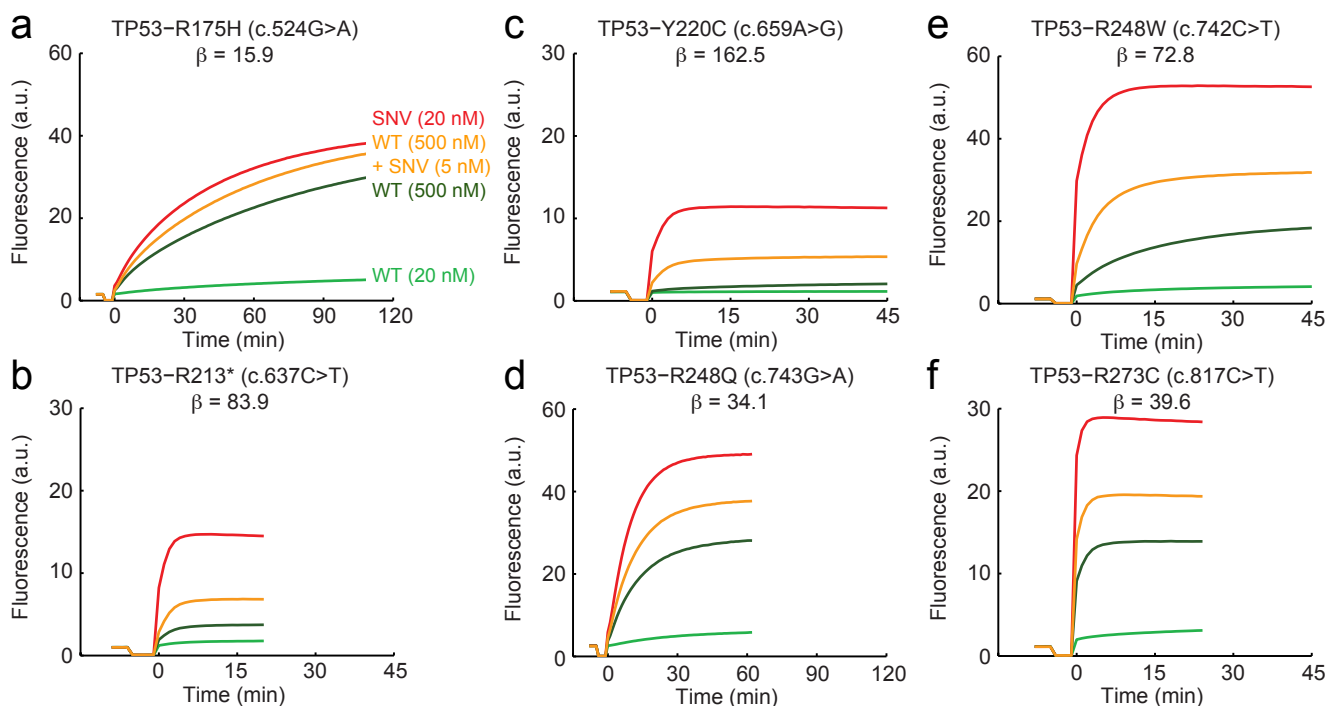 a
TP53−R175H (c.524G>A)
β = 15.9
Fluorescence (a.u.)
60
40
20
0
SNV (20 nM)
WT (500 nM)
+ SNV (5 nM)
WT (500 nM)
WT (20 nM)
0 30 60 90 120
Time (min)
b
TP53−R213* (c.637C>T)
β = 83.9
Fluorescence (a.u.)
30
20
10
0
0 15 30 45
Time (min)
c
TP53−Y220C (c.659A>G)
β = 162.5
Fluorescence (a.u.)
30
20
10
0
0 15 30 45
Time (min)
d
TP53−R248Q (c.743G>A)
β = 34.1
Fluorescence (a.u.)
60
40
20
0
0 30 60 90 120
Time (min)
e
TP53−R248W (c.742C>T)
β = 72.8
Fluorescence (a.u.)
60
40
20
0
0 15 30 45
Time (min)
f
TP53−R273C (c.817C>T)
β = 39.6
Fluorescence (a.u.)
30
20
10
0
0 15 30 45
Time (min)